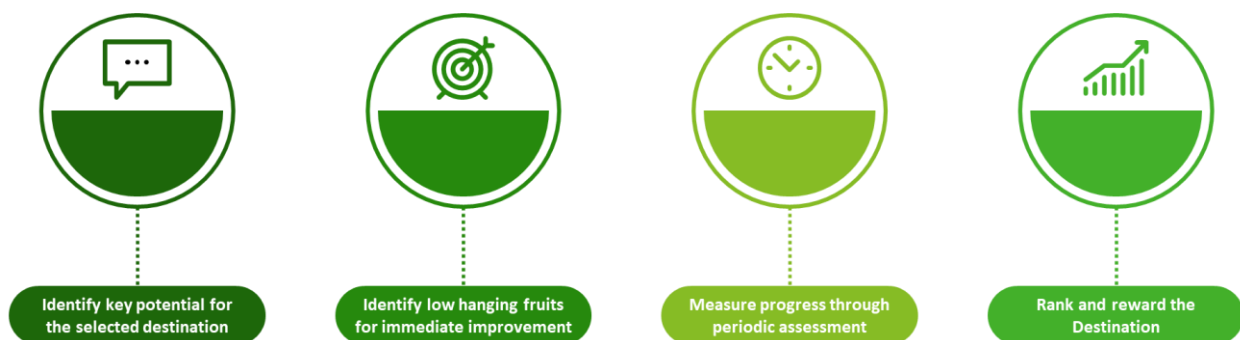 Identify key potential for
the selected destination
Identify low hanging fruits
for immediate improvement
Measure progress through
periodic assessment
Rank and reward the
Destination